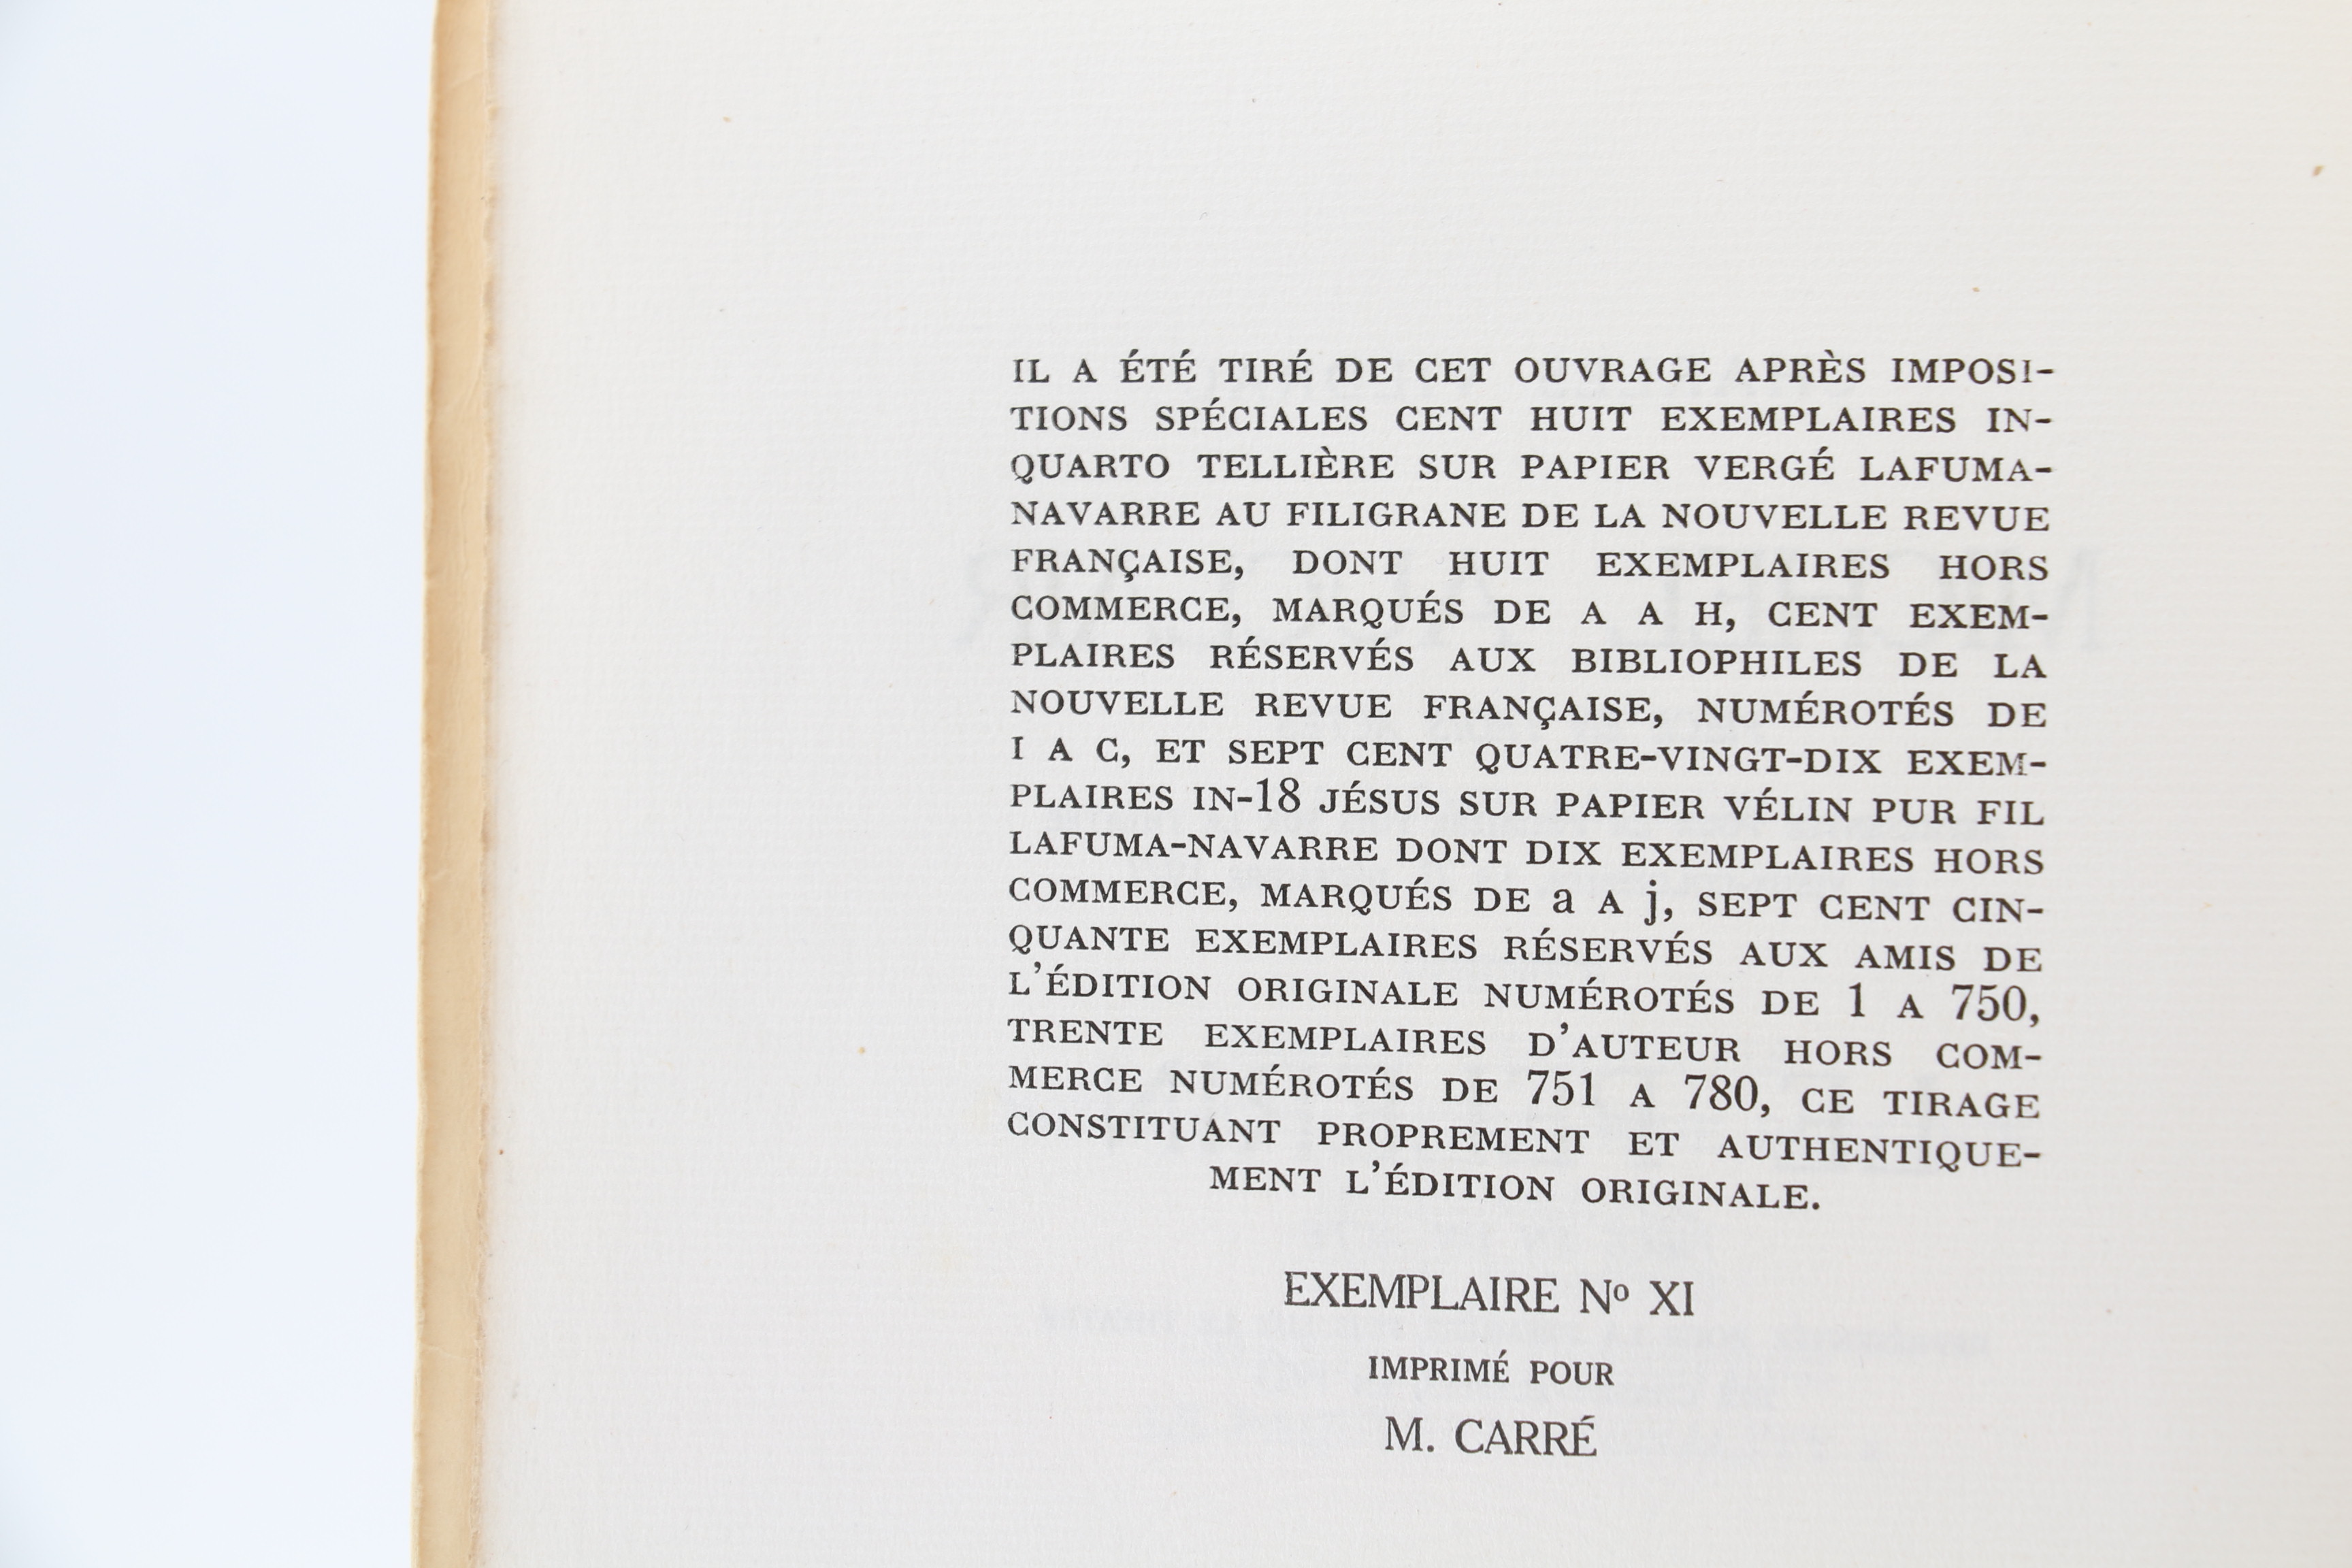 IL A ÉTÉ TIRÉ DE CET OUVRAGE APRÈS IMPOSI-
TIONS SPÉCIALES CENT HUIT EXEMPLAIRES IN-
QUARTO TELLIÈRE SUR PAPIER VERGÉ LAFUMA-
NAVARRE AU FILIGRANE DE LA NOUVELLE REVUE
FRANÇAISE, DONT HUIT EXEMPLAIRES HORS
COMMERCE, MARQUÉS DE A A H, CENT EXEM-
PLAIRES RÉSERVÉS AUX BIBLIOPHILES DE LA
NOUVELLE REVUE FRANÇAISE, NUMÉROTÉS DE
I A C, ET SEPT CENT QUATRE-VINGT-DIX EXEM-
PLAIRES IN-18 JÉSUS SUR PAPIER VÉLIN PUR FIL
LAFUMA-NAVARRE DONT DIX EXEMPLAIRES HORS
COMMERCE, MARQUÉS DE a A j, SEPT CENT CIN-
QUANTE EXEMPLAIRES RÉSERVÉS AUX AMIS DE
L'ÉDITION ORIGINALE NUMÉROTÉS DE 1 A 750,
TRENTE EXEMPLAIRES D'AUTEUR HORS COM-
MERCE NUMÉROTÉS DE 751 A 780, CE TIRAGE
CONSTITUANT PROPREMENT ET AUTHENTIQUE-
MENT L'ÉDITION ORIGINALE.
EXEMPLAIRE Nº XI
IMPRIMÉ POUR
M. CARRÉ